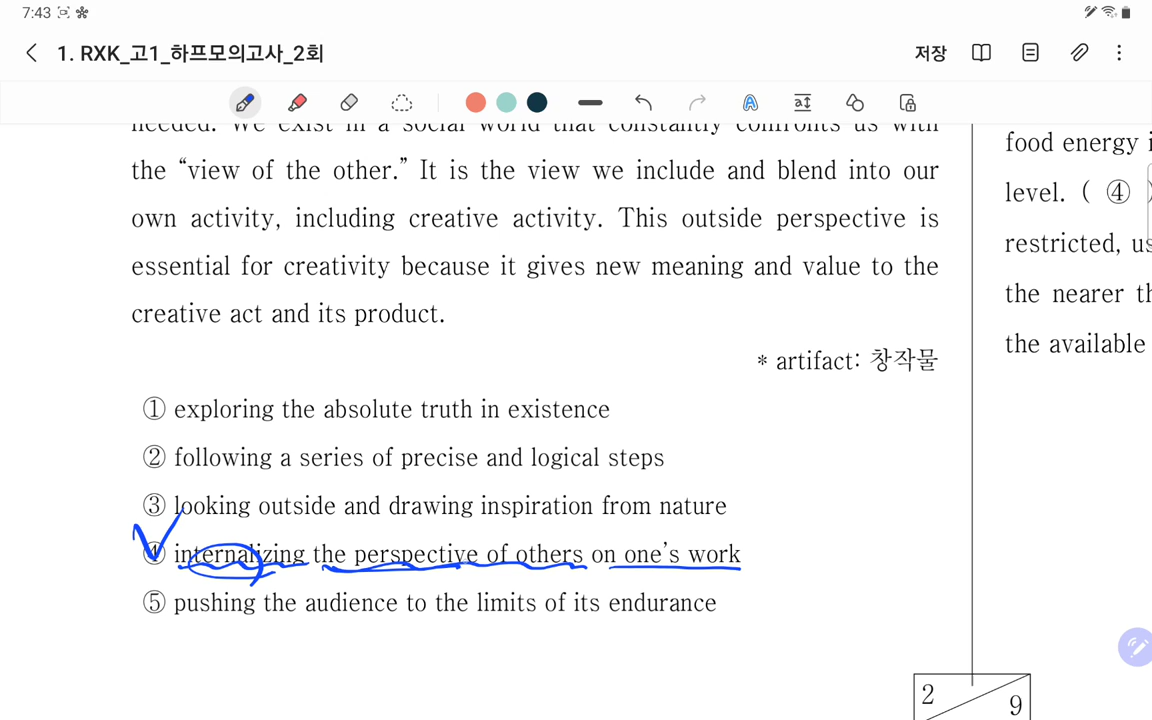 7:43
1. RXK_고1_하프모의고사_2회
저장
needed. We exist in a social world that constantly confronts us with
the “view of the other.” It is the view we include and blend into our
own activity, including creative activity. This outside perspective is
essential for creativity because it gives new meaning and value to the
creative act and its product.
* artifact: 창작물
① exploring the absolute truth in existence
② following a series of precise and logical steps
③ looking outside and drawing inspiration from nature
④ internalizing the perspective of others on one's work
⑤ pushing the audience to the limits of its endurance
food energy
level. ( ④
restricted,
the nearer
the available
2
9